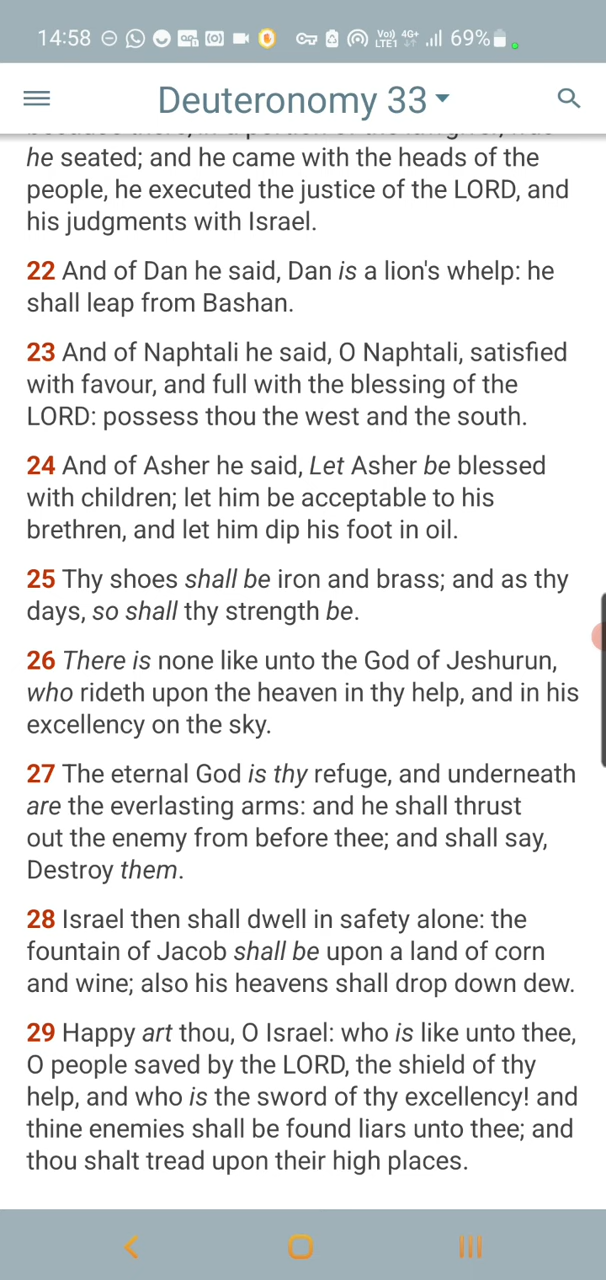 14:58
Vo)) 4G+ 69%
LTE1
Deuteronomy 33
he seated; and he came with the heads of the
people, he executed the justice of the LORD, and
his judgments with Israel.
22 And of Dan he said, Dan is a lion's whelp: he
shall leap from Bashan.
23 And of Naphtali he said, O Naphtali, satisfied
with favour, and full with the blessing of the
LORD: possess thou the west and the south.
24 And of Asher he said, Let Asher be blessed
with children; let him be acceptable to his
brethren, and let him dip his foot in oil.
25 Thy shoes shall be iron and brass; and as thy
days, so shall thy strength be.
26 There is none like unto the God of Jeshurun,
who rideth upon the heaven in thy help, and in his
excellency on the sky.
27 The eternal God is thy refuge, and underneath
are the everlasting arms: and he shall thrust
out the enemy from before thee; and shall say,
Destroy them.
28 Israel then shall dwell in safety alone: the
fountain of Jacob shall be upon a land of corn
and wine; also his heavens shall drop down dew.
29 Happy art thou, O Israel: who is like unto thee,
O people saved by the LORD, the shield of thy
help, and who is the sword of thy excellency! and
thine enemies shall be found liars unto thee; and
thou shalt tread upon their high places.